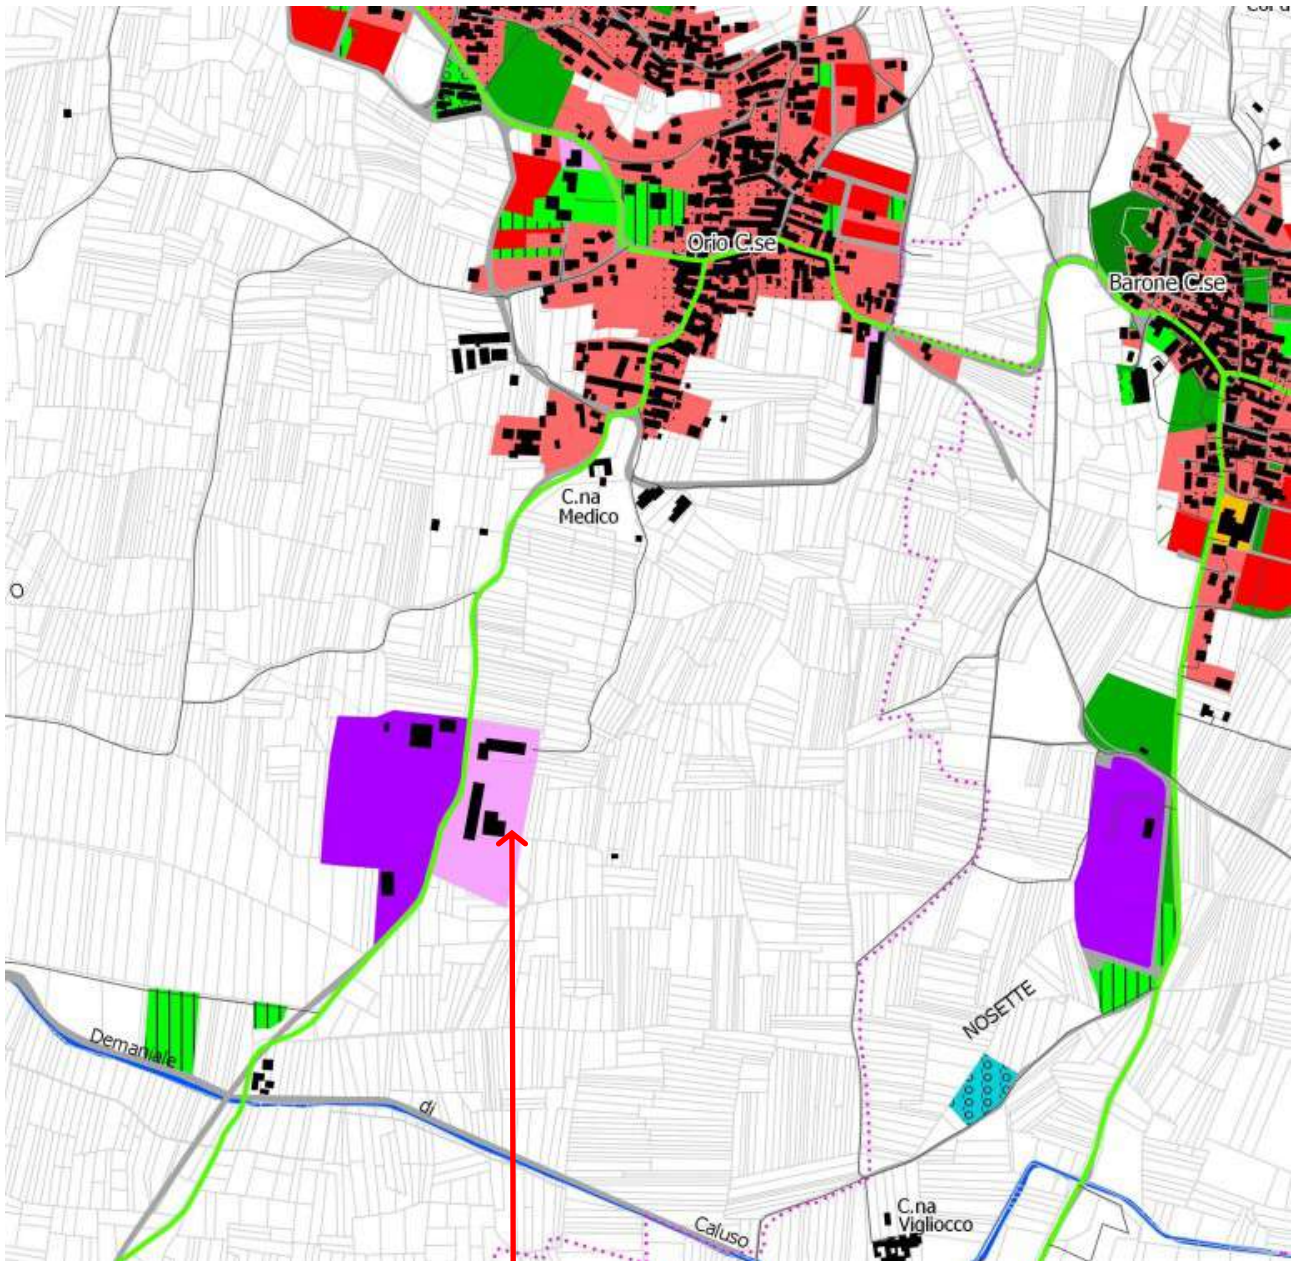 Orio C.se
Barone C.se
C.na
Medico
O
NOSETTE
Demaniale
di
Caluso
C.na
Vigliocco